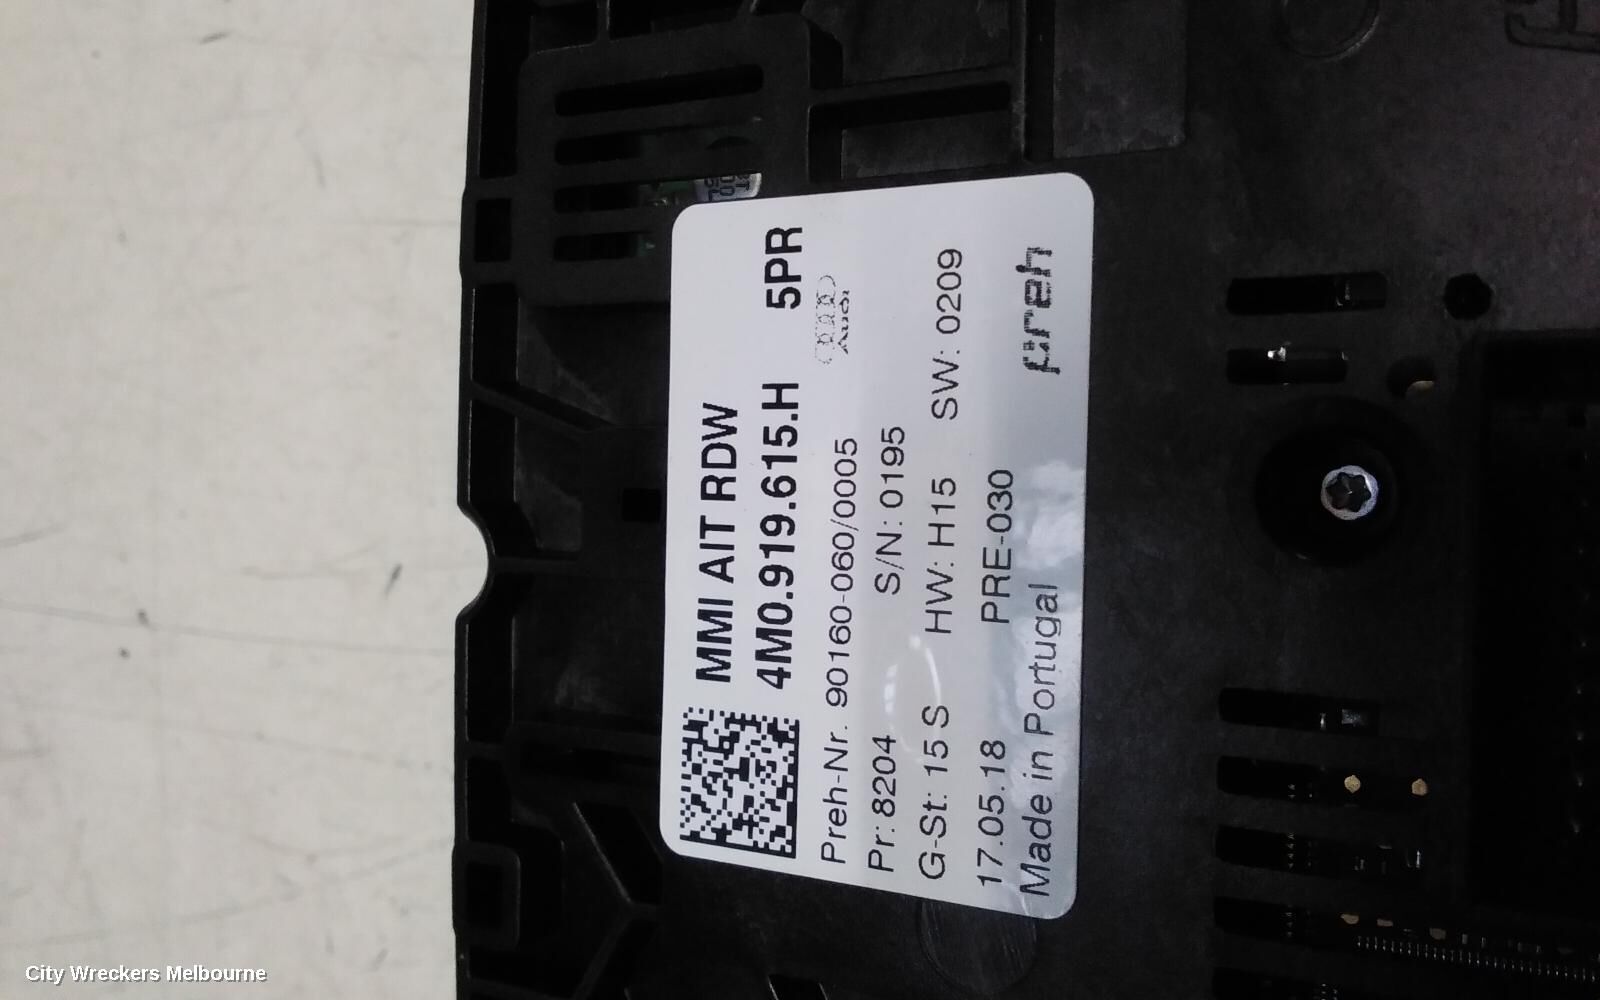 MMI AIT RDW
4M0.919.615.H 5PR
Audi
Preh-Nr. 90160-060/0005
Pr: 8204 S/N: 0195
G-St: 15 S HW: H15 SW: 0209
17.05.18 PRE-030
Made in Portugal preh
City Wreckers Melbourne